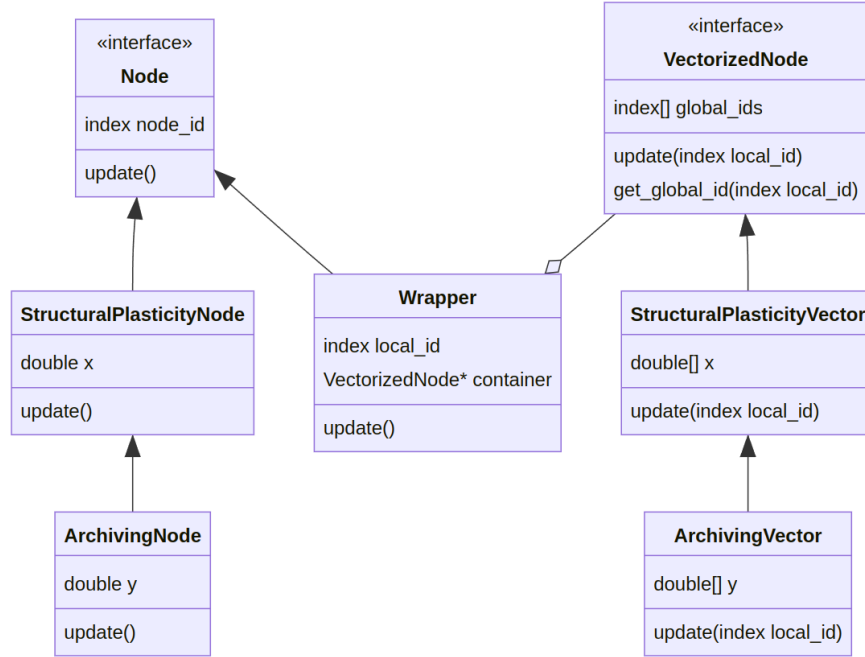 «interface»
Node
index node_id
update()
«interface»
VectorizedNode
index[] global_ids
update(index local_id)
get_global_id(index local_id)
StructuralPlasticityNode
double x
update()
Wrapper
index local_id
VectorizedNode* container
update()
StructuralPlasticityVector
double[] x
update(index local_id)
ArchivingNode
double y
update()
ArchivingVector
double[] y
update(index local_id)